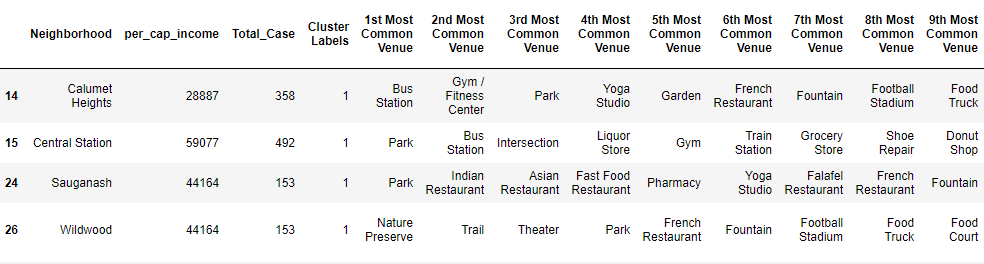 Neighborhood per_cap_income Total_Case Cluster Labels 1st Most Common Venue 2nd Most Common Venue 3rd Most Common Venue 4th Most Common Venue 5th Most Common Venue 6th Most Common Venue 7th Most Common Venue 8th Most Common Venue 9th Most Common Venue
14 Calumet Heights 28887 358 1 Bus Station Gym / Fitness Center Park Yoga Studio Garden French Restaurant Fountain Football Stadium Food Truck
15 Central Station 59077 492 1 Park Bus Station Intersection Liquor Store Gym Train Station Grocery Store Shoe Repair Donut Shop
24 Sauganash 44164 153 1 Park Indian Restaurant Asian Restaurant Fast Food Restaurant Pharmacy Yoga Studio Falafel Restaurant French Restaurant Fountain
26 Wildwood 44164 153 1 Nature Preserve Trail Theater Park French Restaurant Fountain Football Stadium Food Truck Food Court